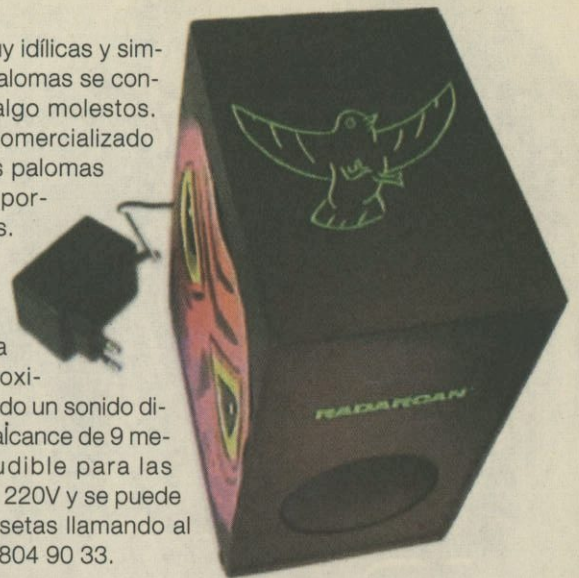 uy idílicas y sim-
alomas se con-
algo molestos.
omercializado
s palomas
por-
s.
a
oxi-
do un sonido di-
alcance de 9 me-
udible para las
220V y se puede
setas llamando al
804 90 33.
RADARCAN